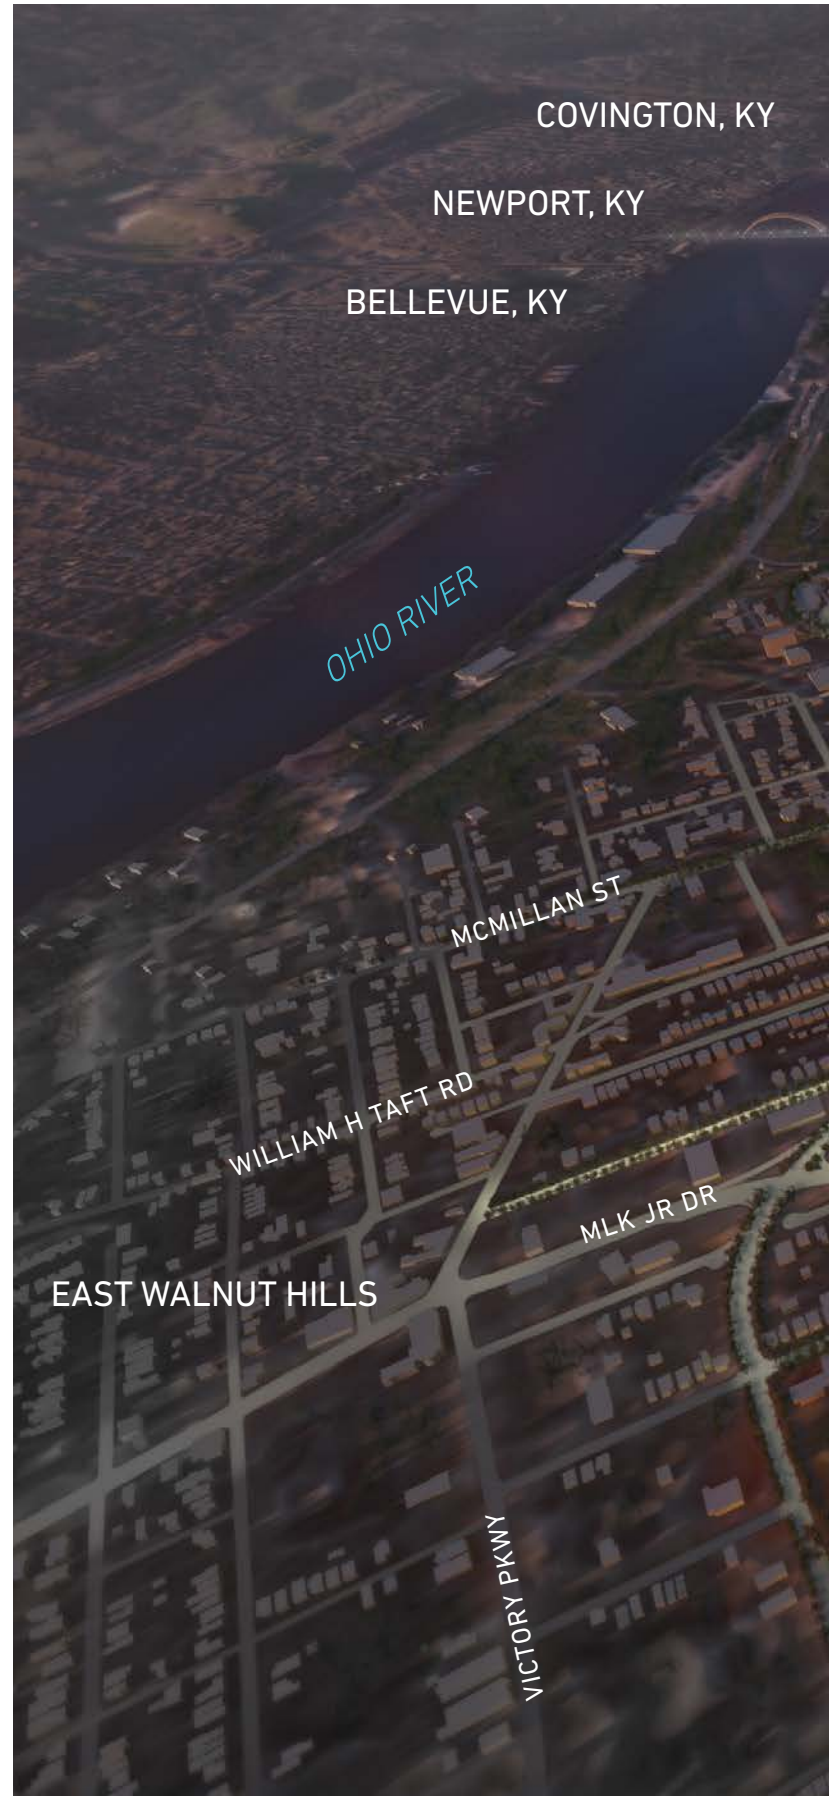 COVINGTON, KY
NEWPORT, KY
BELLEVUE, KY
OHIO RIVER
MCMILLAN ST
WILLIAM H TAFT RD
MLK JR DR
EAST WALNUT HILLS
VICTORY PKWY